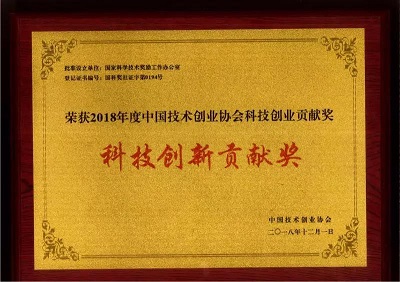 批准设立单位：国家科学技术奖励工作办公室
登记证书编号：国科奖社证字第0194号
荣获2018年度中国技术创业协会科技创业贡献奖
科技创新贡献奖
中国技术创业协会
二〇一八年十二月一日